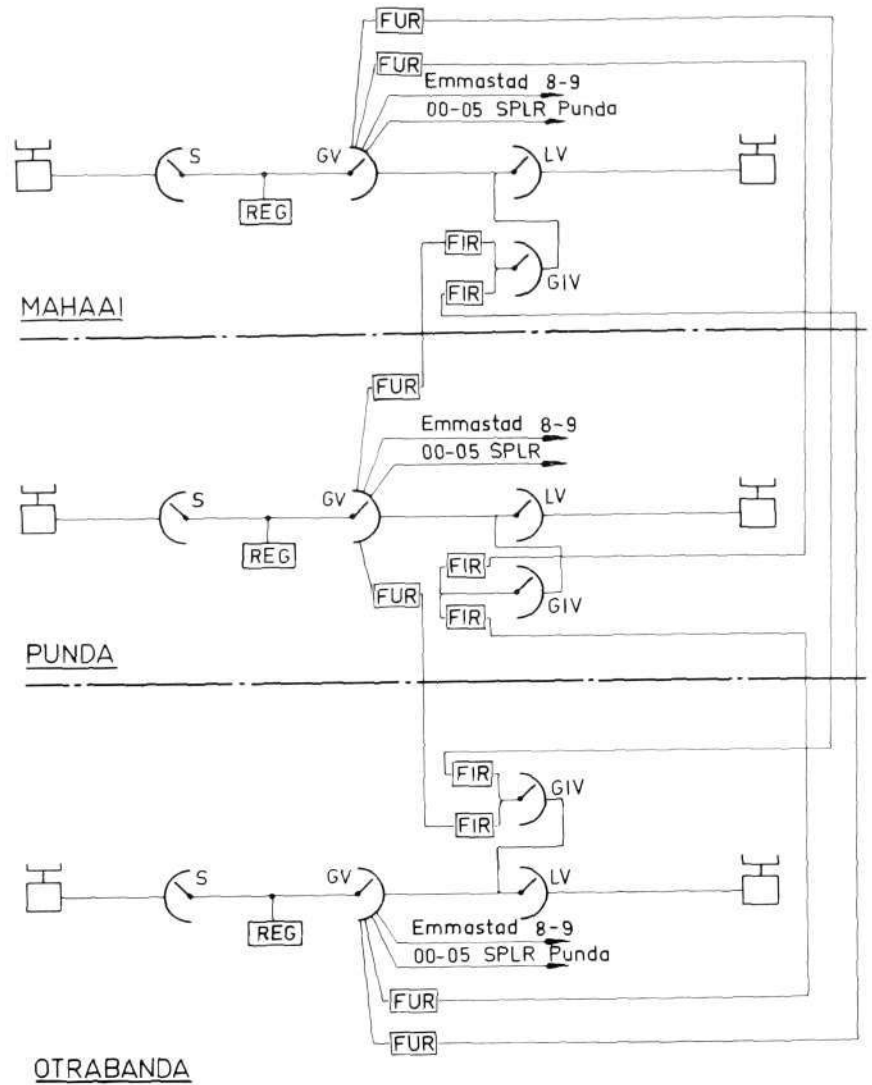 FUR
FUR
Emmastad 8-9
00-05 SPLR Punda
S
GV
LV
REG
FIR
FIR
GIV
MAHAAI
FUR
Emmastad 8-9
00-05 SPLR
S
GV
LV
REG
FIR
FUR
GIV
FIR
PUNDA
FIR
GIV
FIR
S
GV
LV
REG
Emmastad 8-9
00-05 SPLR Punda
FUR
FUR
OTRABANDA